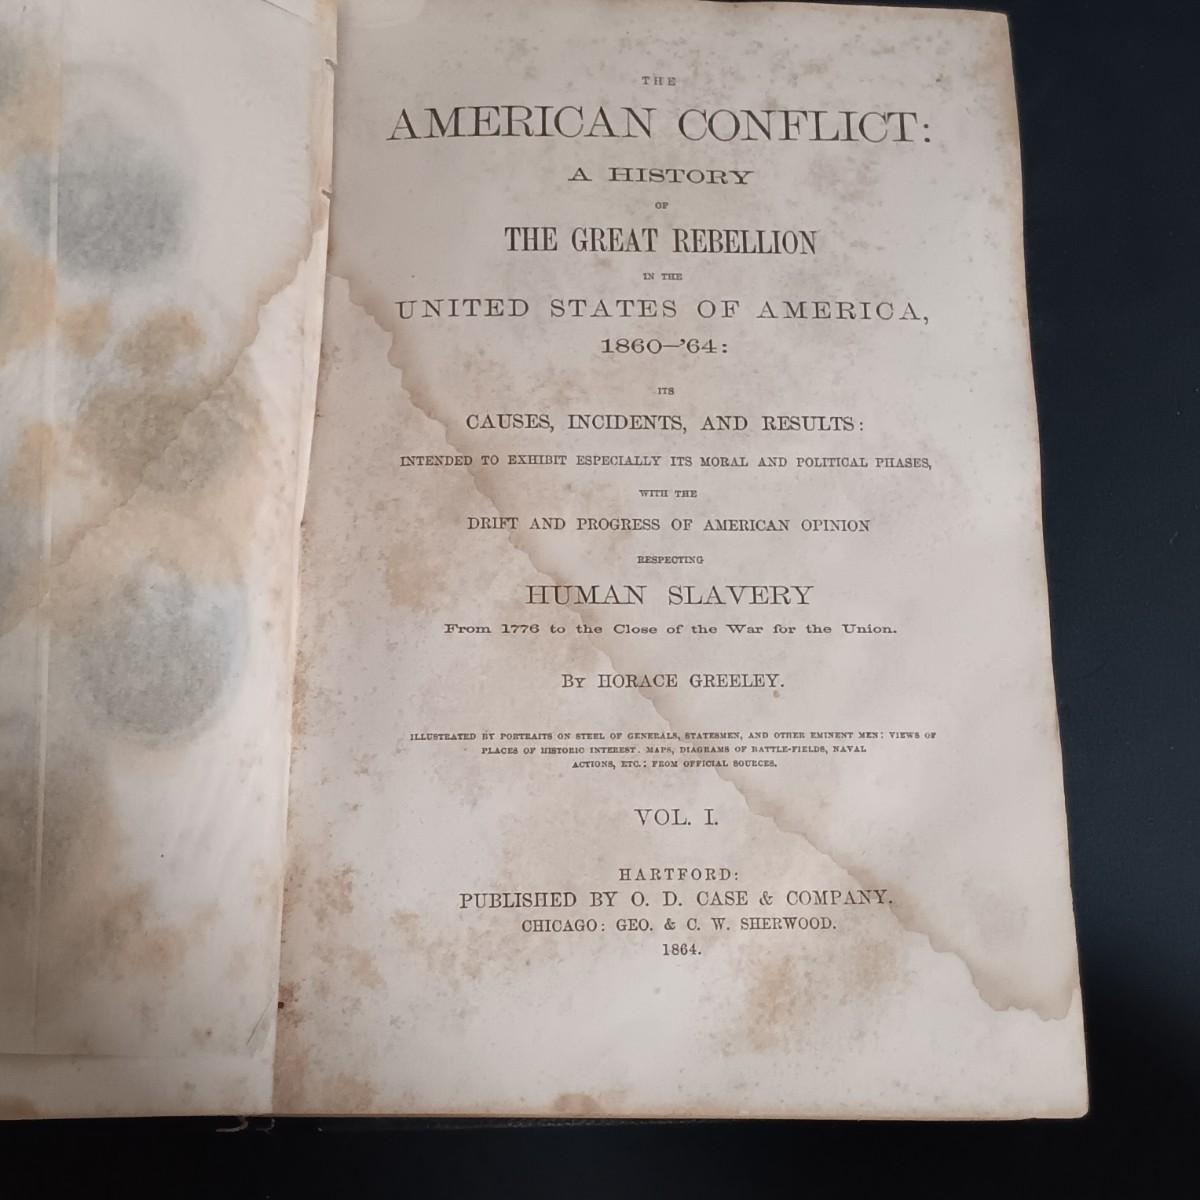 THE
AMERICAN CONFLICT:
A HISTORY
OF
THE GREAT REBELLION
IN THE
UNITED STATES OF AMERICA,
1860–'64:
ITS
CAUSES, INCIDENTS, AND RESULTS:
INTENDED TO EXHIBIT ESPECIALLY ITS MORAL AND POLITICAL PHASES,
WITH THE
DRIFT AND PROGRESS OF AMERICAN OPINION
RESPECTING
HUMAN SLAVERY
From 1776 to the Close of the War for the Union.
By HORACE GREELEY.
ILLUSTRATED BY PORTRAITS ON STEEL OF GENERALS, STATESMEN, AND OTHER EMINENT MEN: VIEWS OF
PLACES OF HISTORIC INTEREST, MAPS, DIAGRAMS OF BATTLE-FIELDS, NAVAL
ACTIONS, ETC.; FROM OFFICIAL SOURCES.
VOL. I.
HARTFORD:
PUBLISHED BY O. D. CASE & COMPANY.
CHICAGO: GEO. & C. W. SHERWOOD.
1864.